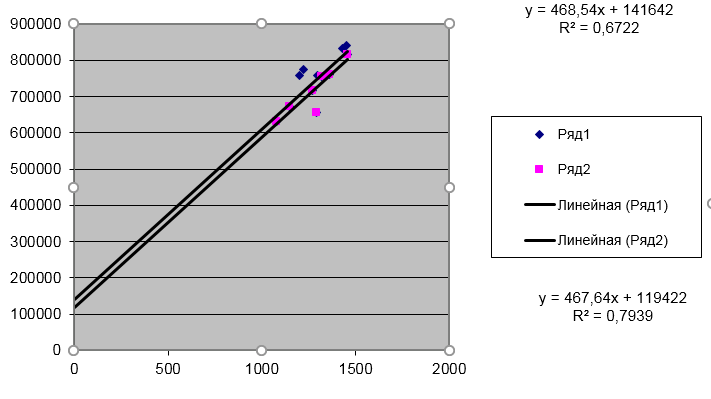 y = 468,54x + 141642
R² = 0,6722
900000
800000
700000
600000
500000
400000
300000
200000
100000
0
0
500
1000
1500
2000
Ряд1
Ряд2
Линейная (Ряд1)
Линейная (Ряд2)
y = 467,64x + 119422
R² = 0,7939